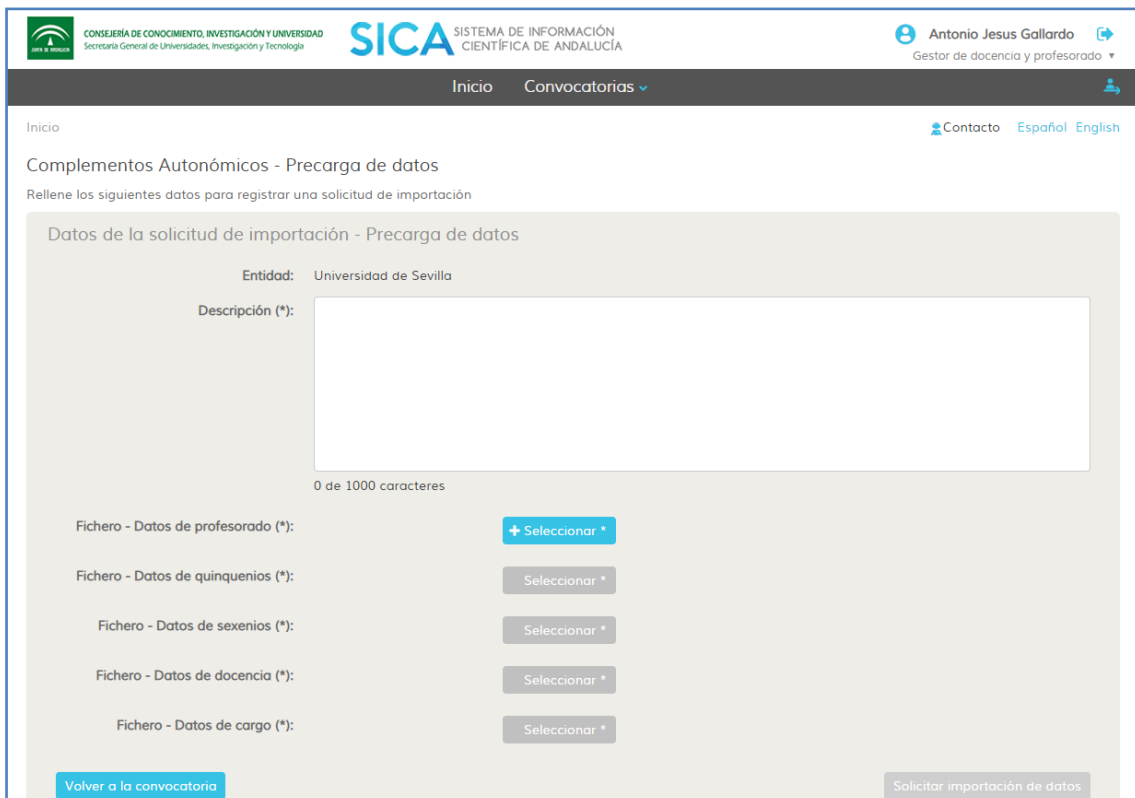 CONSEJERÍA DE CONOCIMIENTO, INVESTIGACIÓN Y UNIVERSIDAD
Secretaría General de Universidades, Investigación y Tecnología
JUNTA DE ANDALUCÍA
SICA SISTEMA DE INFORMACIÓN
CIENTÍFICA DE ANDALUCÍA
Antonio Jesus Gallardo
Gestor de docencia y profesorado
Inicio Convocatorias
Inicio
Contacto Español English
Complementos Autonómicos - Precarga de datos
Rellene los siguientes datos para registrar una solicitud de importación
Datos de la solicitud de importación - Precarga de datos
Entidad: Universidad de Sevilla
Descripción (*):
0 de 1000 caracteres
Fichero - Datos de profesorado (*): + Seleccionar *
Fichero - Datos de quinquenios (*): Seleccionar *
Fichero - Datos de sexenios (*): Seleccionar *
Fichero - Datos de docencia (*): Seleccionar *
Fichero - Datos de cargo (*): Seleccionar *
Volver a la convocatoria Solicitar importación de datos